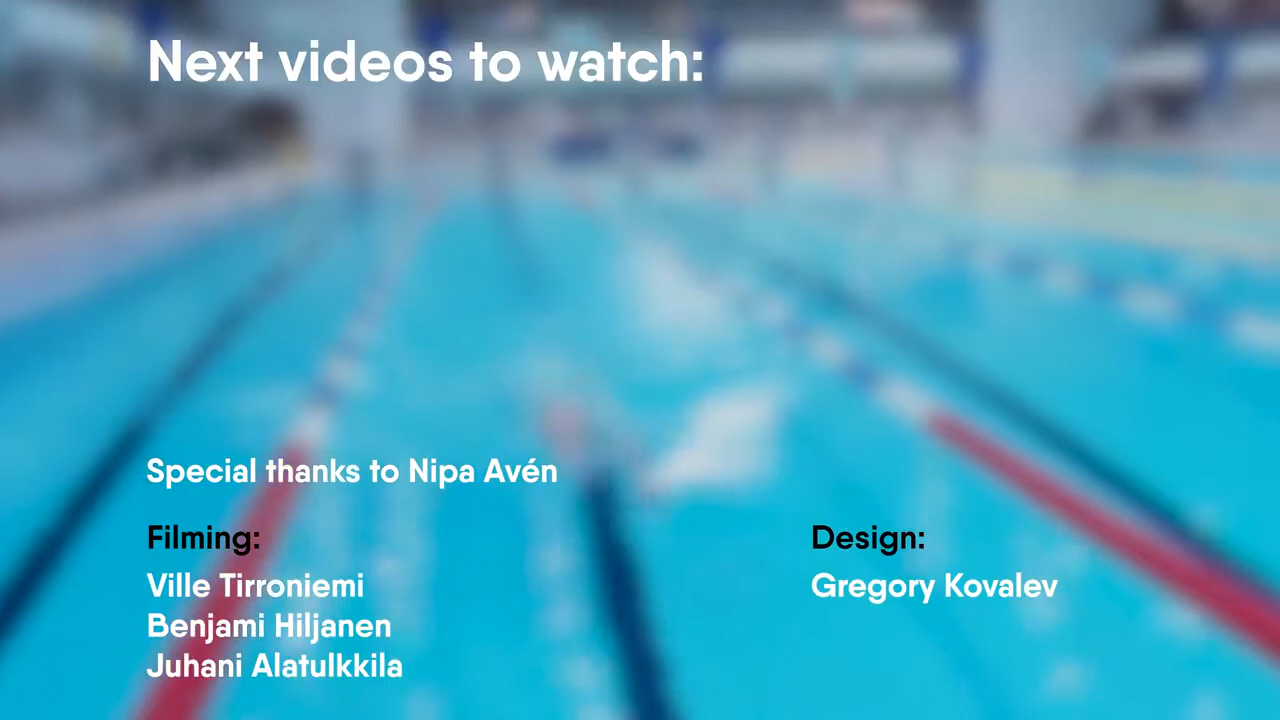 Next videos to watch:
Special thanks to Nipa Avén
Filming:
Ville Tirroniemi
Benjami Hiljanen
Juhani Alatulkkila
Design:
Gregory Kovalev